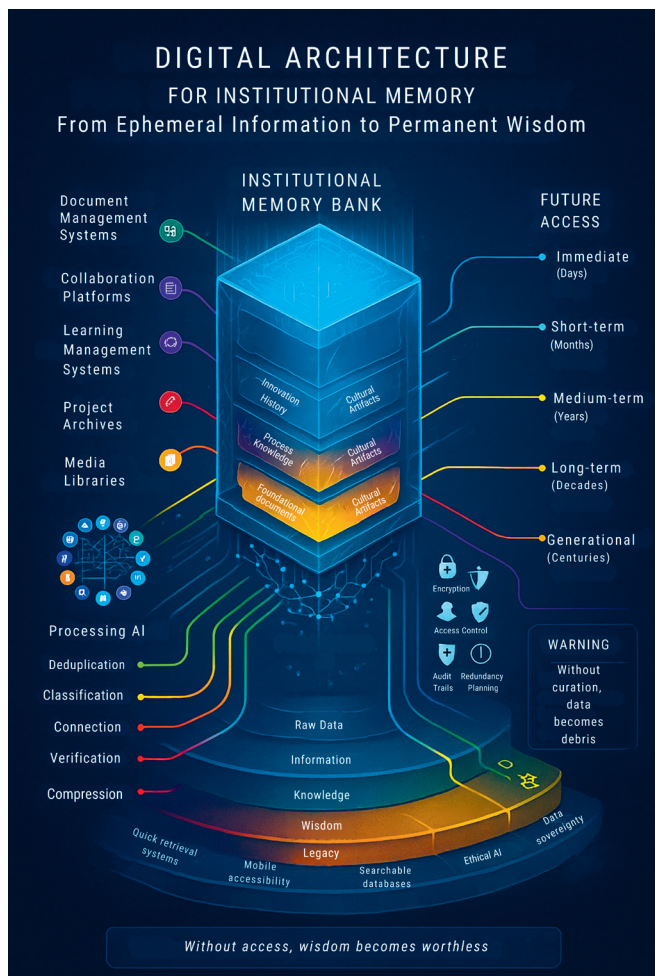 DIGITAL ARCHITECTURE
FOR INSTITUTIONAL MEMORY
From Ephemeral Information to Permanent Wisdom
INSTITUTIONAL
MEMORY BANK
Document
Management
Systems
Collaboration
Platforms
Learning
Management
Systems
Project
Archives
Media
Libraries
Innovation
History
Cultural
Artifacts
Process
Knowledge
Cultural
Artifacts
Foundational
documents
Cultural
Artifacts
FUTURE
ACCESS
Immediate
(Days)
Short-term
(Months)
Medium-term
(Years)
Long-term
(Decades)
Generational
(Centuries)
Processing AI
Deduplication
Classification
Connection
Verification
Compression
Encryption
Access Control
Audit
Trails
Redundancy
Planning
WARNING
Without
curation,
data
becomes
debris
Raw Data
Information
Knowledge
Wisdom
Legacy
Quick retrieval
systems
Mobile
accessibility
Searchable
databases
Ethical AI
Data
sovereignty
Without access, wisdom becomes worthless